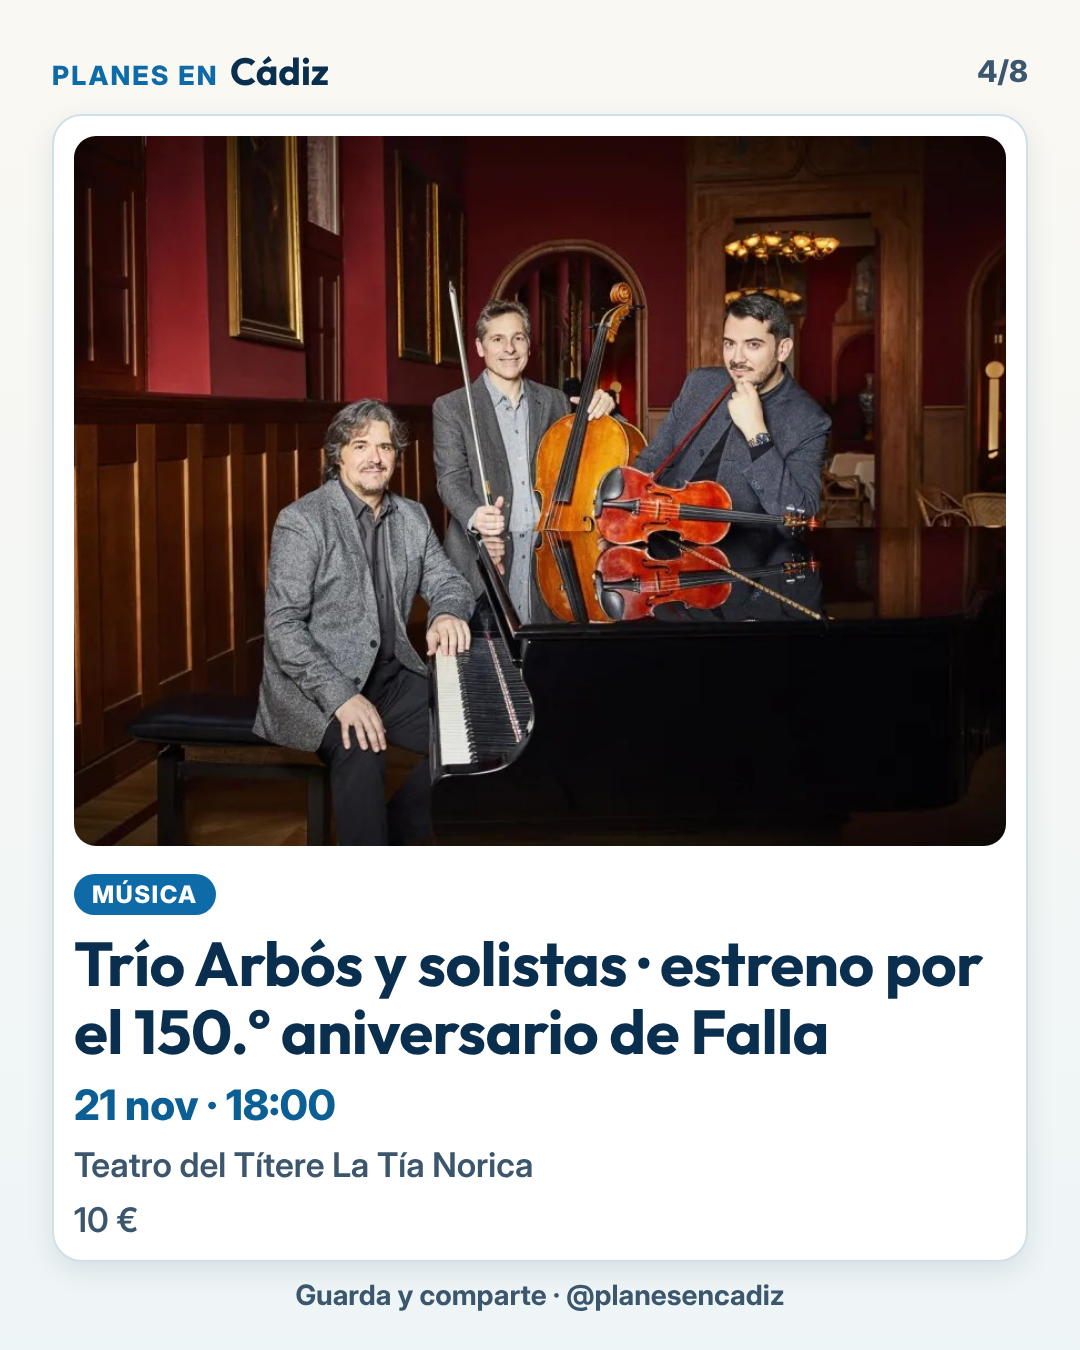 PLANES EN Cádiz
4/8
MÚSICA
Trío Arbós y solistas · estreno por
el 150.º aniversario de Falla
21 nov · 18:00
Teatro del Títere La Tía Norica
10 €
Guarda y comparte · @planesencadiz